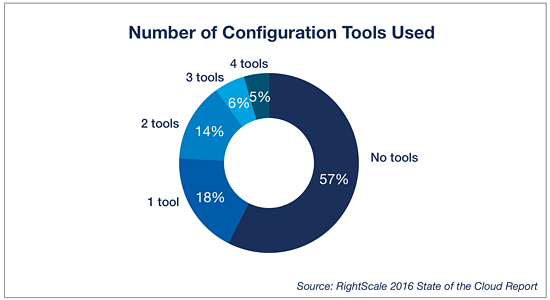 Number of Configuration Tools Used
4 tools
3 tools
5%
6%
2 tools
14%
No tools
57%
18%
1 tool
Source: RightScale 2016 State of the Cloud Report